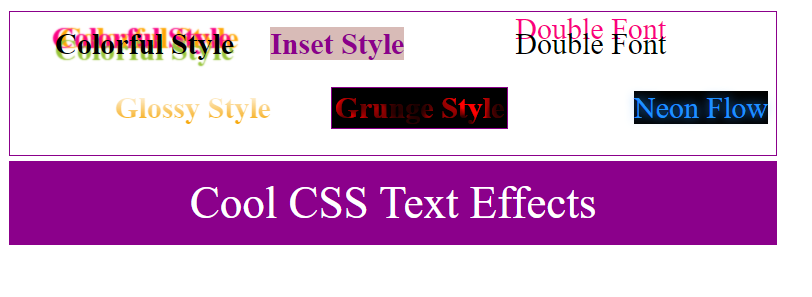 Colorful Style Inset Style Double Font
Double Font
Glossy Style Grunge Style Neon Flow
Cool CSS Text Effects